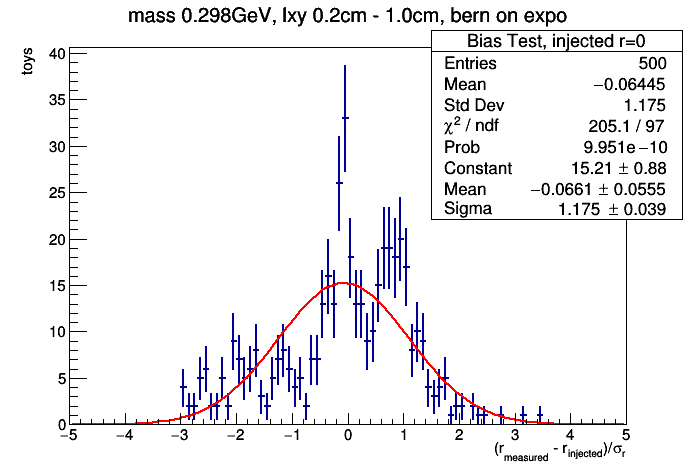 mass 0.298GeV, lxy 0.2cm - 1.0cm, bern on expo
Bias Test, injected r=0
Entries 500
Mean −0.06445
Std Dev 1.175
χ² / ndf 205.1 / 97
Prob 9.951e−10
Constant 15.21 ± 0.88
Mean −0.0661 ± 0.0555
Sigma 1.175 ± 0.039
toys
40
35
30
25
20
15
10
5
0
−5 −4 −3 −2 −1 0 1 2 3 4 5
(r_measured - r_injected)/σ_r